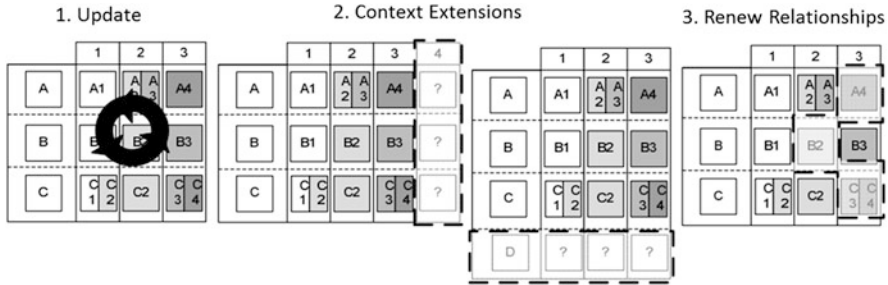 1. Update
2. Context Extensions
3. Renew Relationships
1 2 3
A A1 A2 A3 A4
B B2 B3
C C1 C2 C2 C3 C4
1 2 3 4
A A1 A2 A3 A4 ?
B B1 B2 B3 ?
C C1 C2 C2 C3 C4 ?
1 2 3
A A1 A2 A3 A4
B B1 B2 B3
C C1 C2 C2 C3 C4
D ? ? ?
1 2 3
A A1 A2 A3 A4
B B1 B2 B3
C C1 C2 C2 C3 C4